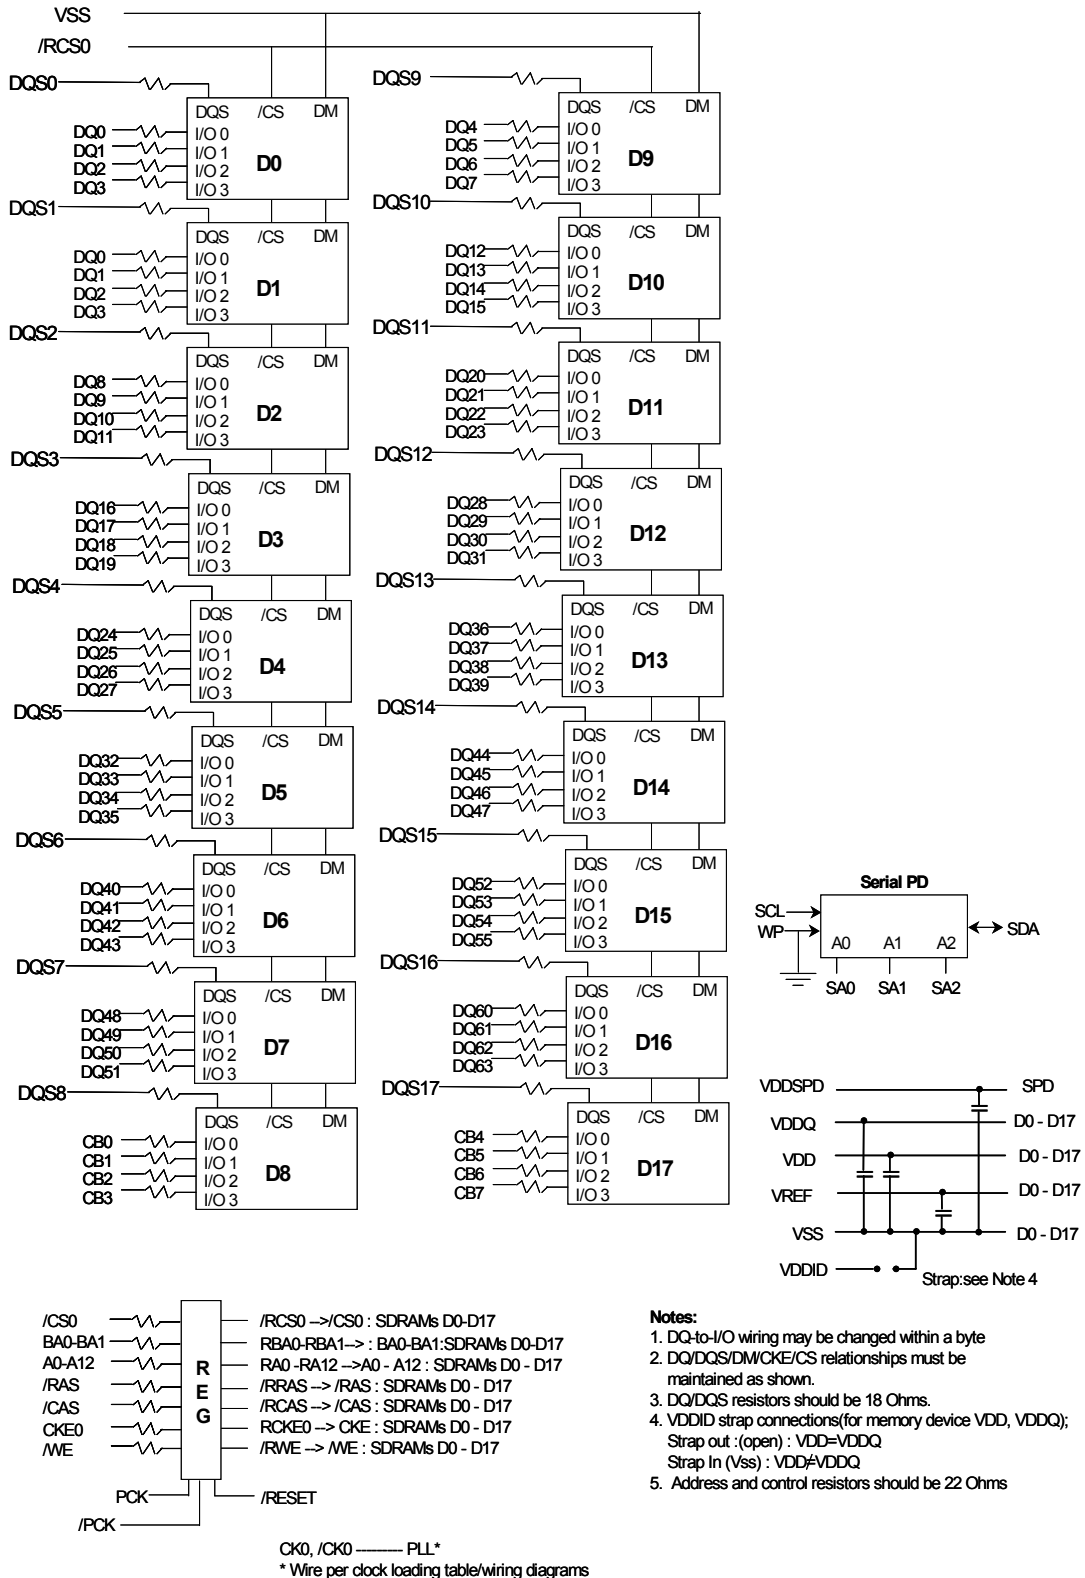 VSS
/RCS0
DQS0
DQS /CS DM
DQ0 I/O 0
DQ1 I/O 1
DQ2 I/O 2
DQ3 I/O 3
D0
DQS1
DQS /CS DM
DQ0 I/O 0
DQ1 I/O 1
DQ2 I/O 2
DQ3 I/O 3
D1
DQS2
DQS /CS DM
DQ8 I/O 0
DQ9 I/O 1
DQ10 I/O 2
DQ11 I/O 3
D2
DQS3
DQS /CS DM
DQ16 I/O 0
DQ17 I/O 1
DQ18 I/O 2
DQ19 I/O 3
D3
DQS4
DQS /CS DM
DQ24 I/O 0
DQ25 I/O 1
DQ26 I/O 2
DQ27 I/O 3
D4
DQS5
DQS /CS DM
DQ32 I/O 0
DQ33 I/O 1
DQ34 I/O 2
DQ35 I/O 3
D5
DQS6
DQS /CS DM
DQ40 I/O 0
DQ41 I/O 1
DQ42 I/O 2
DQ43 I/O 3
D6
DQS7
DQS /CS DM
DQ48 I/O 0
DQ49 I/O 1
DQ50 I/O 2
DQ51 I/O 3
D7
DQS8
DQS /CS DM
CB0 I/O 0
CB1 I/O 1
CB2 I/O 2
CB3 I/O 3
D8
DQS9
DQS /CS DM
DQ4 I/O 0
DQ5 I/O 1
DQ6 I/O 2
DQ7 I/O 3
D9
DQS10
DQS /CS DM
DQ12 I/O 0
DQ13 I/O 1
DQ14 I/O 2
DQ15 I/O 3
D10
DQS11
DQS /CS DM
DQ20 I/O 0
DQ21 I/O 1
DQ22 I/O 2
DQ23 I/O 3
D11
DQS12
DQS /CS DM
DQ28 I/O 0
DQ29 I/O 1
DQ30 I/O 2
DQ31 I/O 3
D12
DQS13
DQS /CS DM
DQ36 I/O 0
DQ37 I/O 1
DQ38 I/O 2
DQ39 I/O 3
D13
DQS14
DQS /CS DM
DQ44 I/O 0
DQ45 I/O 1
DQ46 I/O 2
DQ47 I/O 3
D14
DQS15
DQS /CS DM
DQ52 I/O 0
DQ53 I/O 1
DQ54 I/O 2
DQ55 I/O 3
D15
DQS16
DQS /CS DM
DQ60 I/O 0
DQ61 I/O 1
DQ62 I/O 2
DQ63 I/O 3
D16
DQS17
DQS /CS DM
CB4 I/O 0
CB5 I/O 1
CB6 I/O 2
CB7 I/O 3
D17
Serial PD
SCL
WP
SDA
A0 A1 A2
SA0 SA1 SA2
VDDSPD SPD
VDDQ D0 - D17
VDD D0 - D17
VREF D0 - D17
VSS D0 - D17
VDDID
Strap:see Note 4
REG
/CS0 /RCS0 -->/CS0 : SDRAMs D0-D17
BA0-BA1 RBA0-RBA1--> : BA0-BA1:SDRAMs D0-D17
A0-A12 RA0 -RA12 -->A0 - A12 : SDRAMs D0 - D17
/RAS /RRAS --> /RAS : SDRAMs D0 - D17
/CAS /RCAS --> /CAS : SDRAMs D0 - D17
CKE0 RCKE0 --> CKE : SDRAMs D0 - D17
/WE /RWE --> /WE : SDRAMs D0 - D17
PCK /RESET
/PCK
CK0, /CK0 --------- PLL*
* Wire per clock loading table/wiring diagrams
Notes:
1. DQ-to-I/O wiring may be changed within a byte
2. DQ/DQS/DM/CKE/CS relationships must be
maintained as shown.
3. DQ/DQS resistors should be 18 Ohms.
4. VDDID strap connections(for memory device VDD, VDDQ);
Strap out :(open) : VDD=VDDQ
Strap In (Vss) : VDD≠VDDQ
5. Address and control resistors should be 22 Ohms